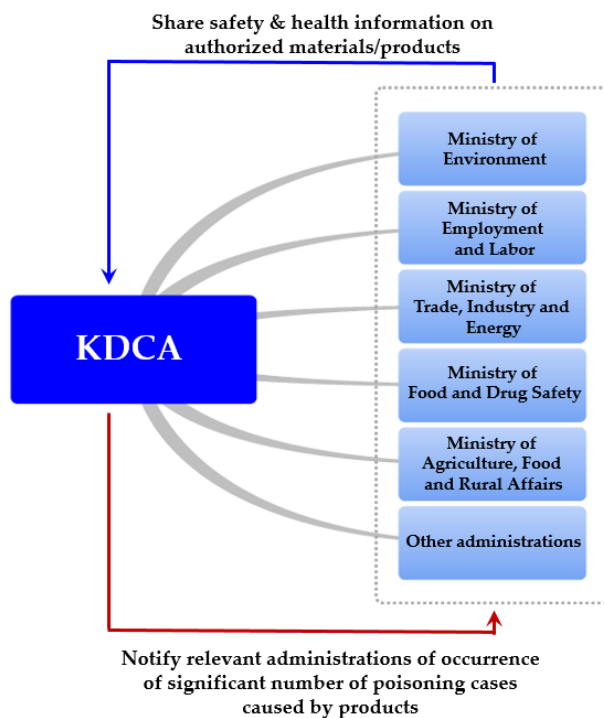 Share safety & health information on
authorized materials/products
Ministry of
Environment
Ministry of
Employment
and Labor
Ministry of
Trade, Industry and
Energy
KDCA
Ministry of
Food and Drug Safety
Ministry of
Agriculture, Food
and Rural Affairs
Other administrations
Notify relevant administrations of occurrence
of significant number of poisoning cases
caused by products